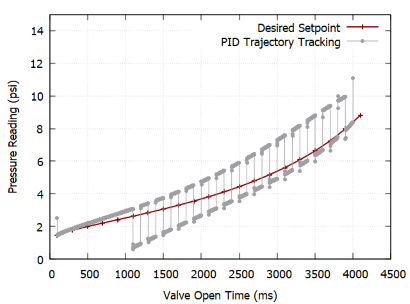 Desired Setpoint
PID Trajectory Tracking
Pressure Reading (psi)
14
12
10
8
6
4
2
0
0 500 1000 1500 2000 2500 3000 3500 4000 4500
Valve Open Time (ms)